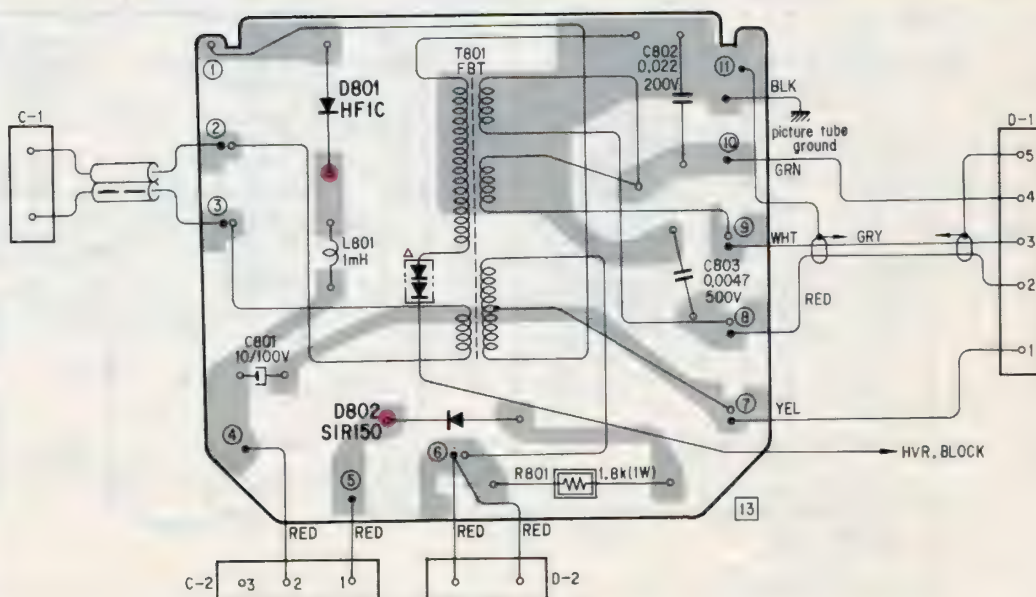 C-1
①
②
③
D801
HF1C
L801
1mH
T801
FBT
C802
0,022
200V
⑪
BLK
picture tube
ground
⑩
GRN
D-1
5
4
3
2
1
⑨
WHT
GRY
C803
0,0047
500V
RED
⑧
C801
10/100V
D802
SIR150
⑦
YEL
④
⑤
⑥
R801
1.8k(1W)
HVR, BLOCK
13
RED
RED
RED
RED
C-2
3
2
1
D-2